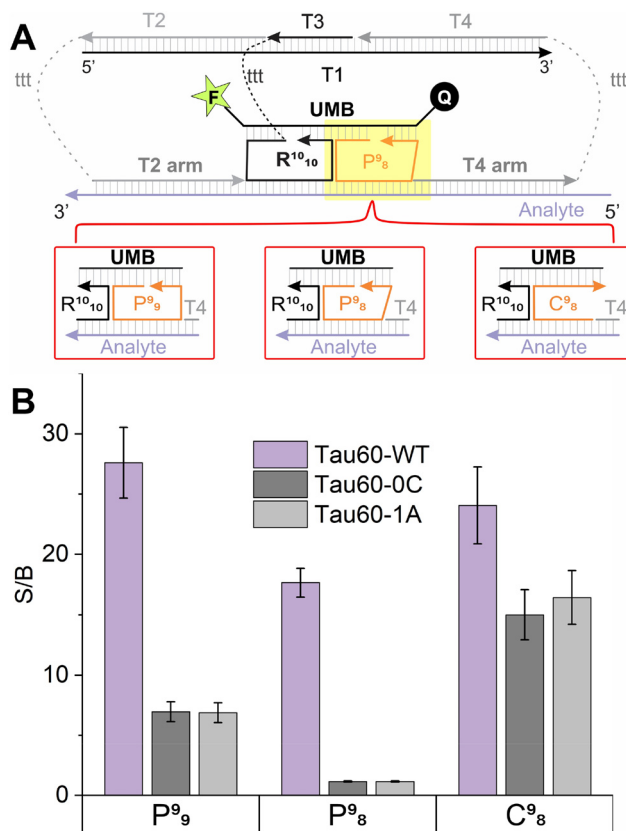 A
T2 T3 T4
5' T1 3'
ttt ttt ttt
F UMB Q
R¹⁰₁₀ P⁹₈
T2 arm T4 arm
3' Analyte 5'
UMB UMB UMB
R¹⁰₁₀ P⁹₉ T4 R¹⁰₁₀ P⁹₈ T4 R¹⁰₁₀ C⁹₈ T4
Analyte Analyte Analyte
B
30
20
10
0
S/B
Tau60-WT
Tau60-0C
Tau60-1A
P⁹₉ P⁹₈ C⁹₈